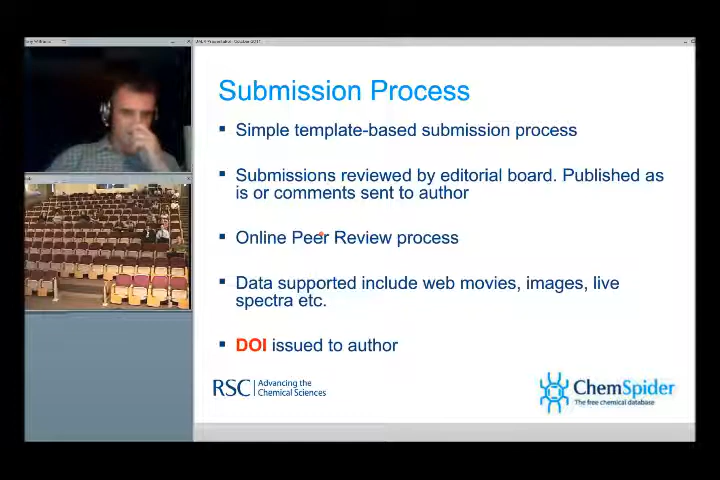 Submission Process
▪ Simple template-based submission process
▪ Submissions reviewed by editorial board. Published as
is or comments sent to author
▪ Online Peer Review process
▪ Data supported include web movies, images, live
spectra etc.
▪ DOI issued to author
RSC | Advancing the
Chemical Sciences
ChemSpider
The free chemical database